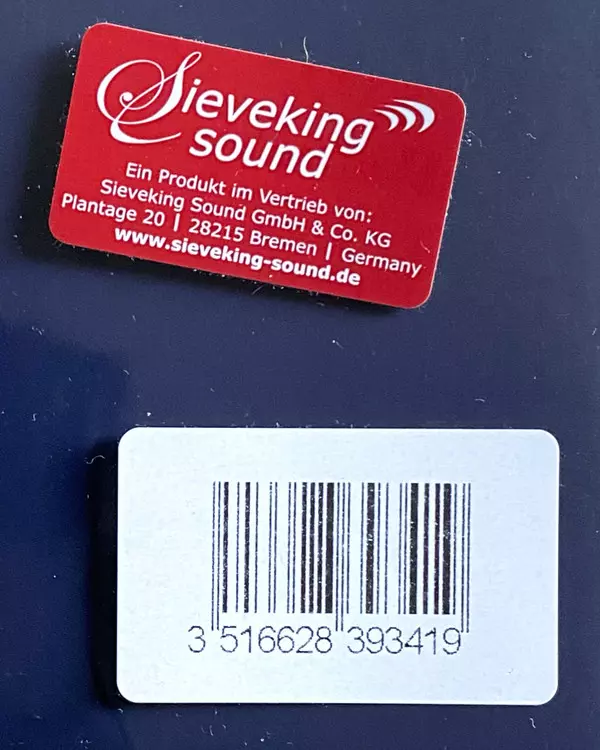 Sieveking
sound
Ein Produkt im Vertrieb von:
Sieveking Sound GmbH & Co. KG
Plantage 20 | 28215 Bremen | Germany
www.sieveking-sound.de
3 516628 393419